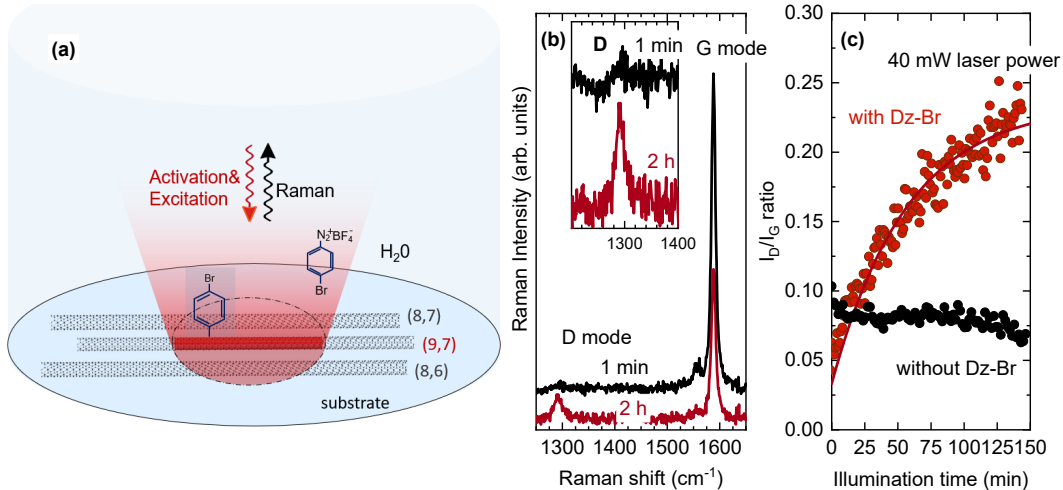 (a)
Activation&
Excitation
Raman
N₂⁺BF₄⁻
Br
H₂0
Br
(8,7)
(9,7)
(8,6)
substrate
(b)
D
1 min
2 h
1300 1400
G mode
D mode
1 min
2 h
1300 1400 1500 1600
Raman shift (cm⁻¹)
Raman Intensity (arb. units)
(c)
40 mW laser power
with Dz-Br
without Dz-Br
0.30
0.25
0.20
0.15
0.10
0.05
0.00
I_D/I_G ratio
0 25 50 75 100 125 150
Illumination time (min)